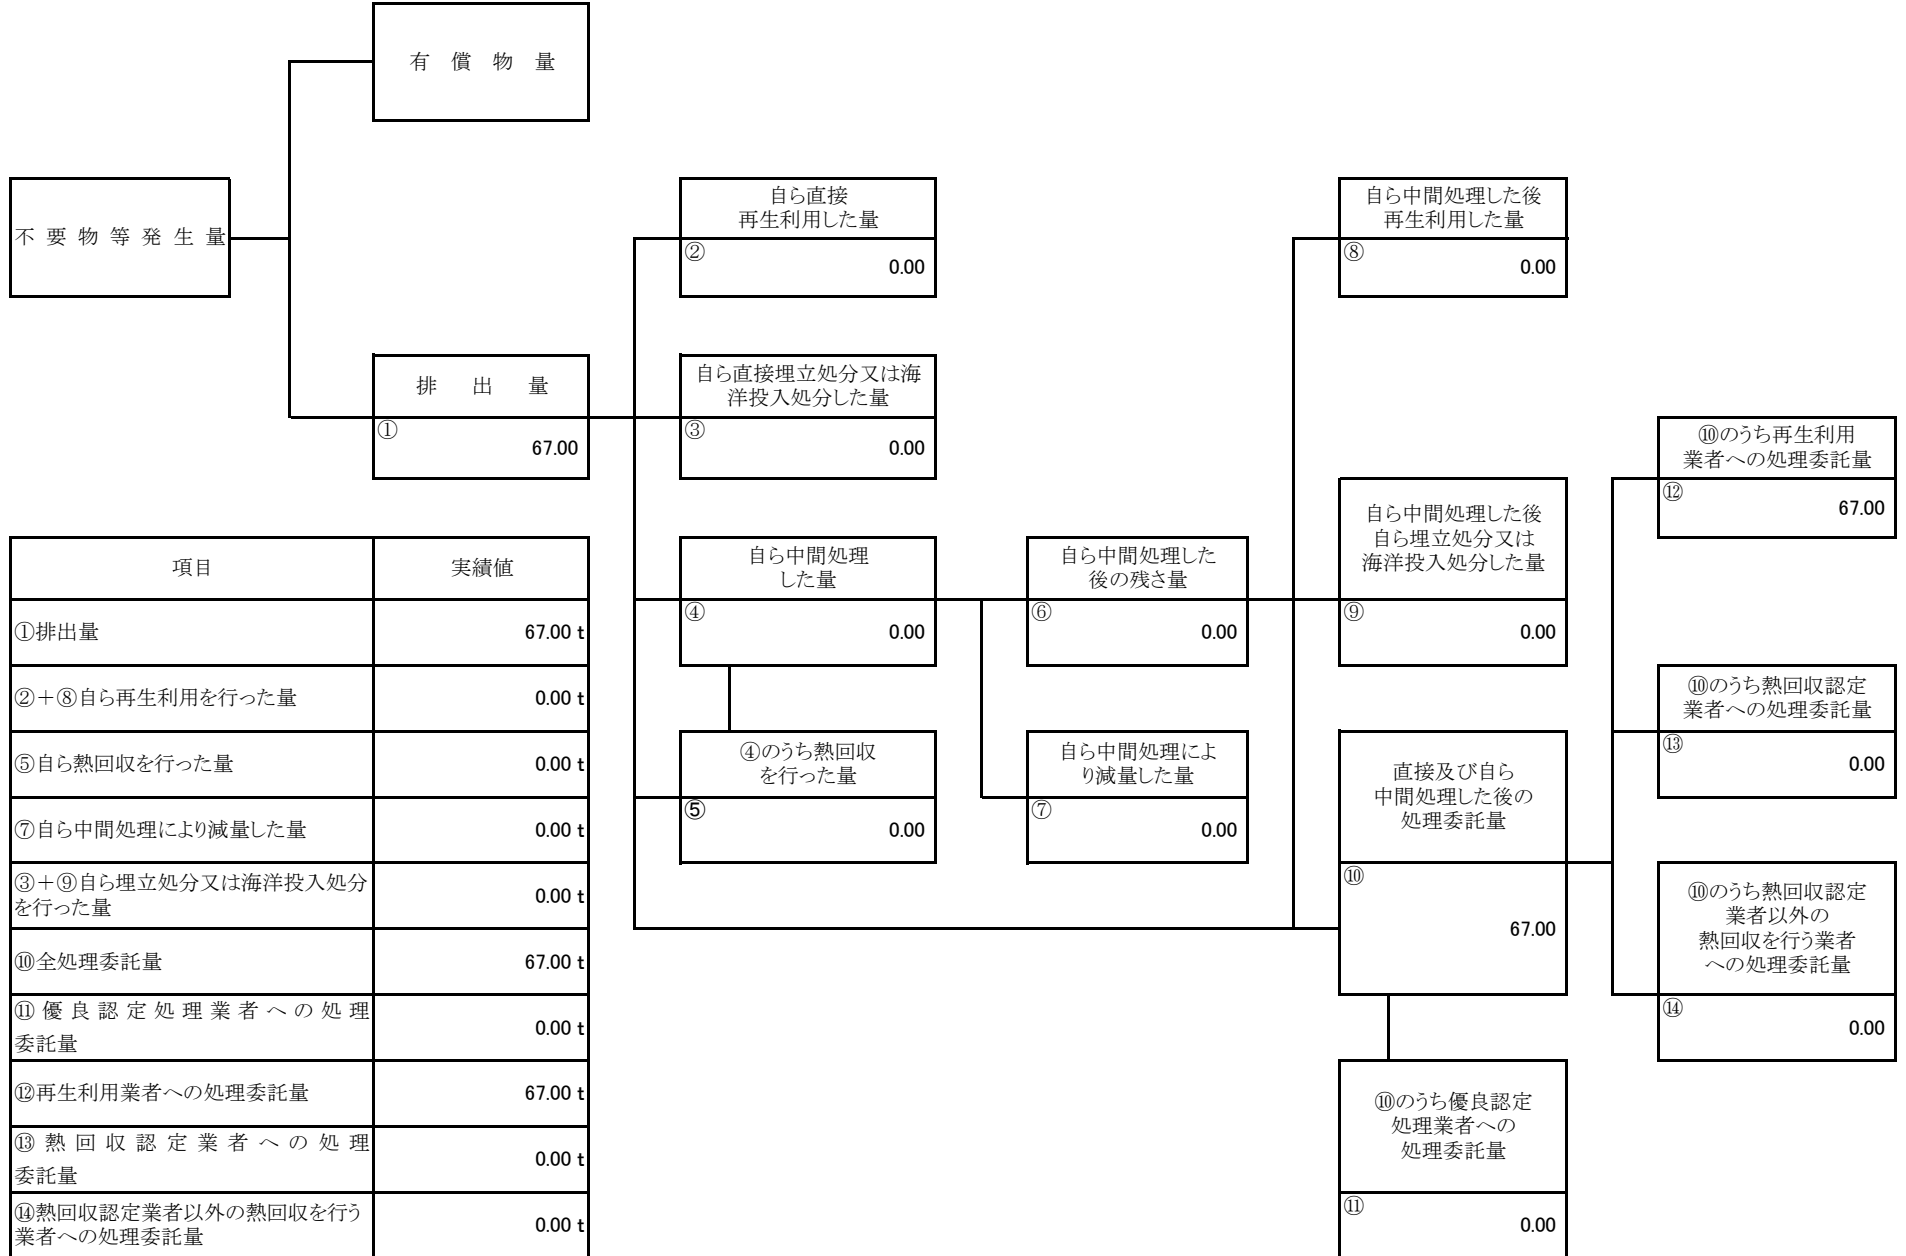 有償物量
不要物等発生量
排出量
①
67.00
自ら直接
再生利用した量
②
0.00
自ら直接埋立処分又は海
洋投入処分した量
③
0.00
自ら中間処理
した量
④
0.00
④のうち熱回収
を行った量
⑤
0.00
自ら中間処理した
後の残さ量
⑥
0.00
自ら中間処理によ
り減量した量
⑦
0.00
自ら中間処理した後
再生利用した量
⑧
0.00
自ら中間処理した後
自ら埋立処分又は
海洋投入処分した量
⑨
0.00
直接及び自ら
中間処理した後の
処理委託量
⑩
67.00
⑩のうち優良認定
処理業者への
処理委託量
⑪
0.00
⑩のうち再生利用
業者への処理委託量
⑫
67.00
⑩のうち熱回収認定
業者への処理委託量
⑬
0.00
⑩のうち熱回収認定
業者以外の
熱回収を行う業者
への処理委託量
⑭
0.00
項目 実績値
①排出量 67.00 t
②＋⑧自ら再生利用を行った量 0.00 t
⑤自ら熱回収を行った量 0.00 t
⑦自ら中間処理により減量した量 0.00 t
③＋⑨自ら埋立処分又は海洋投入処分
を行った量 0.00 t
⑩全処理委託量 67.00 t
⑪優良認定処理業者への処理
委託量 0.00 t
⑫再生利用業者への処理委託量 67.00 t
⑬熱回収認定業者への処理
委託量 0.00 t
⑭熱回収認定業者以外の熱回収を行う
業者への処理委託量 0.00 t